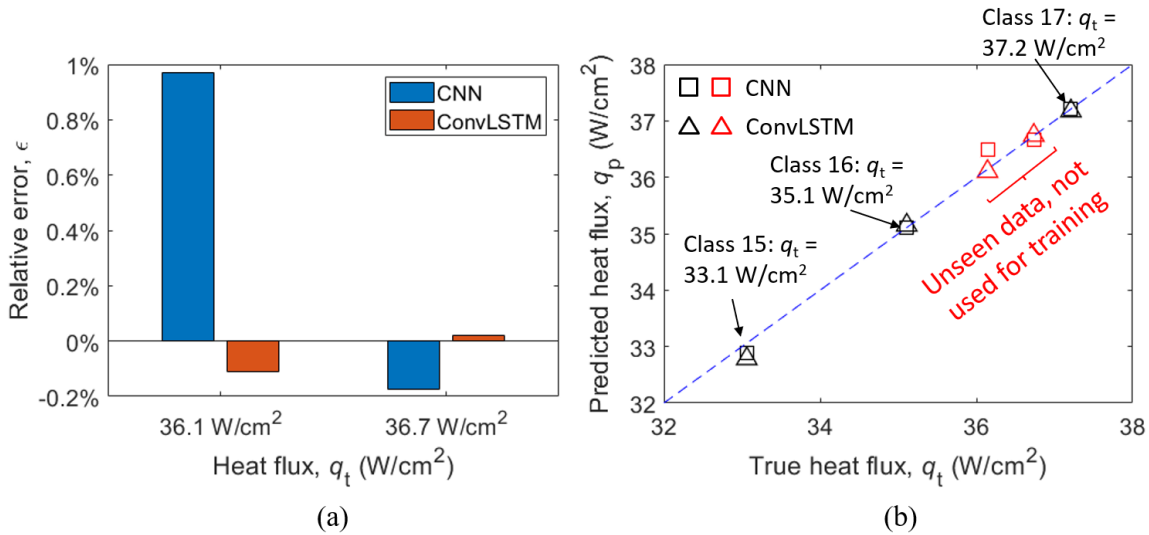 1%
0.8%
0.6%
0.4%
0.2%
0%
-0.2%
Relative error, ϵ
CNN
ConvLSTM
36.1 W/cm²
36.7 W/cm²
Heat flux, qt (W/cm²)
(a)
Class 17: qt =
37.2 W/cm²
38
37
36
35
34
33
32
Predicted heat flux, qp (W/cm²)
CNN
ConvLSTM
Class 16: qt =
35.1 W/cm²
Class 15: qt =
33.1 W/cm²
Unseen data, not
used for training
32
34
36
38
True heat flux, qt (W/cm²)
(b)